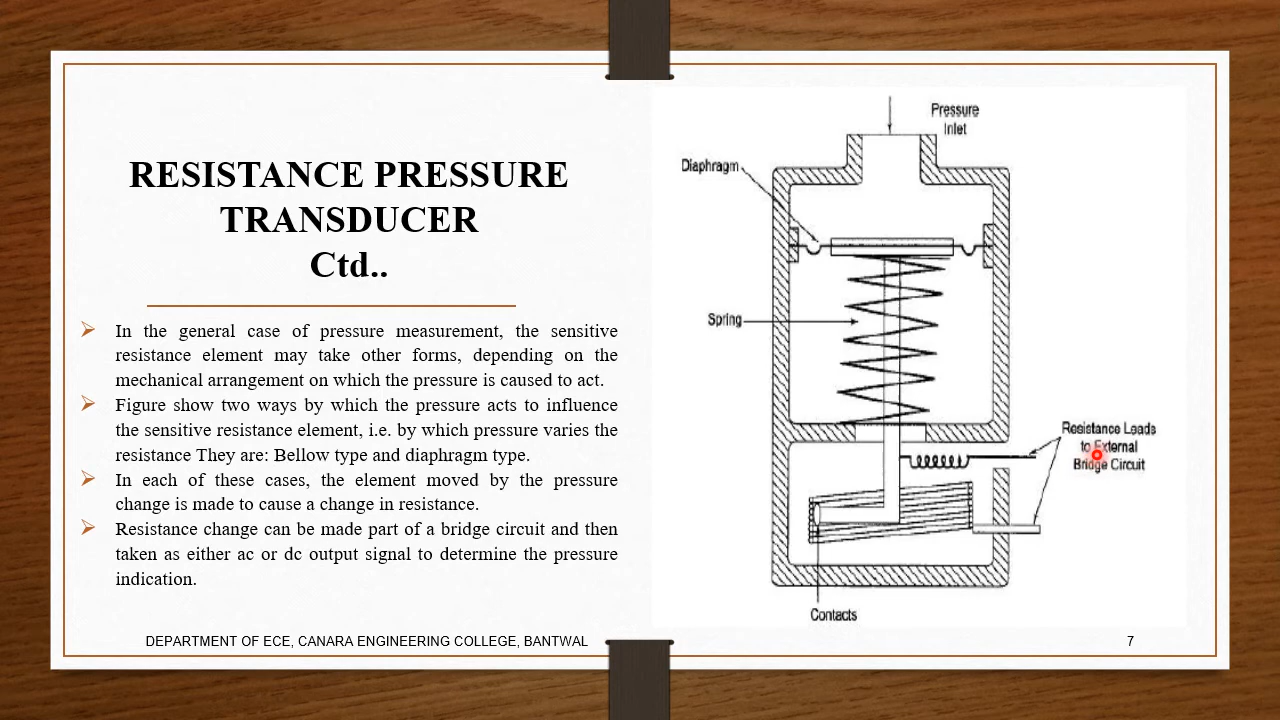 RESISTANCE PRESSURE
TRANSDUCER
Ctd..
In the general case of pressure measurement, the sensitive
resistance element may take other forms, depending on the
mechanical arrangement on which the pressure is caused to act.
Figure show two ways by which the pressure acts to influence
the sensitive resistance element, i.e. by which pressure varies the
resistance They are: Bellow type and diaphragm type.
In each of these cases, the element moved by the pressure
change is made to cause a change in resistance.
Resistance change can be made part of a bridge circuit and then
taken as either ac or dc output signal to determine the pressure
indication.
Pressure
Inlet
Diaphragm
Spring
Resistance Leads
to External
Bridge Circuit
Contacts
DEPARTMENT OF ECE, CANARA ENGINEERING COLLEGE, BANTWAL
7